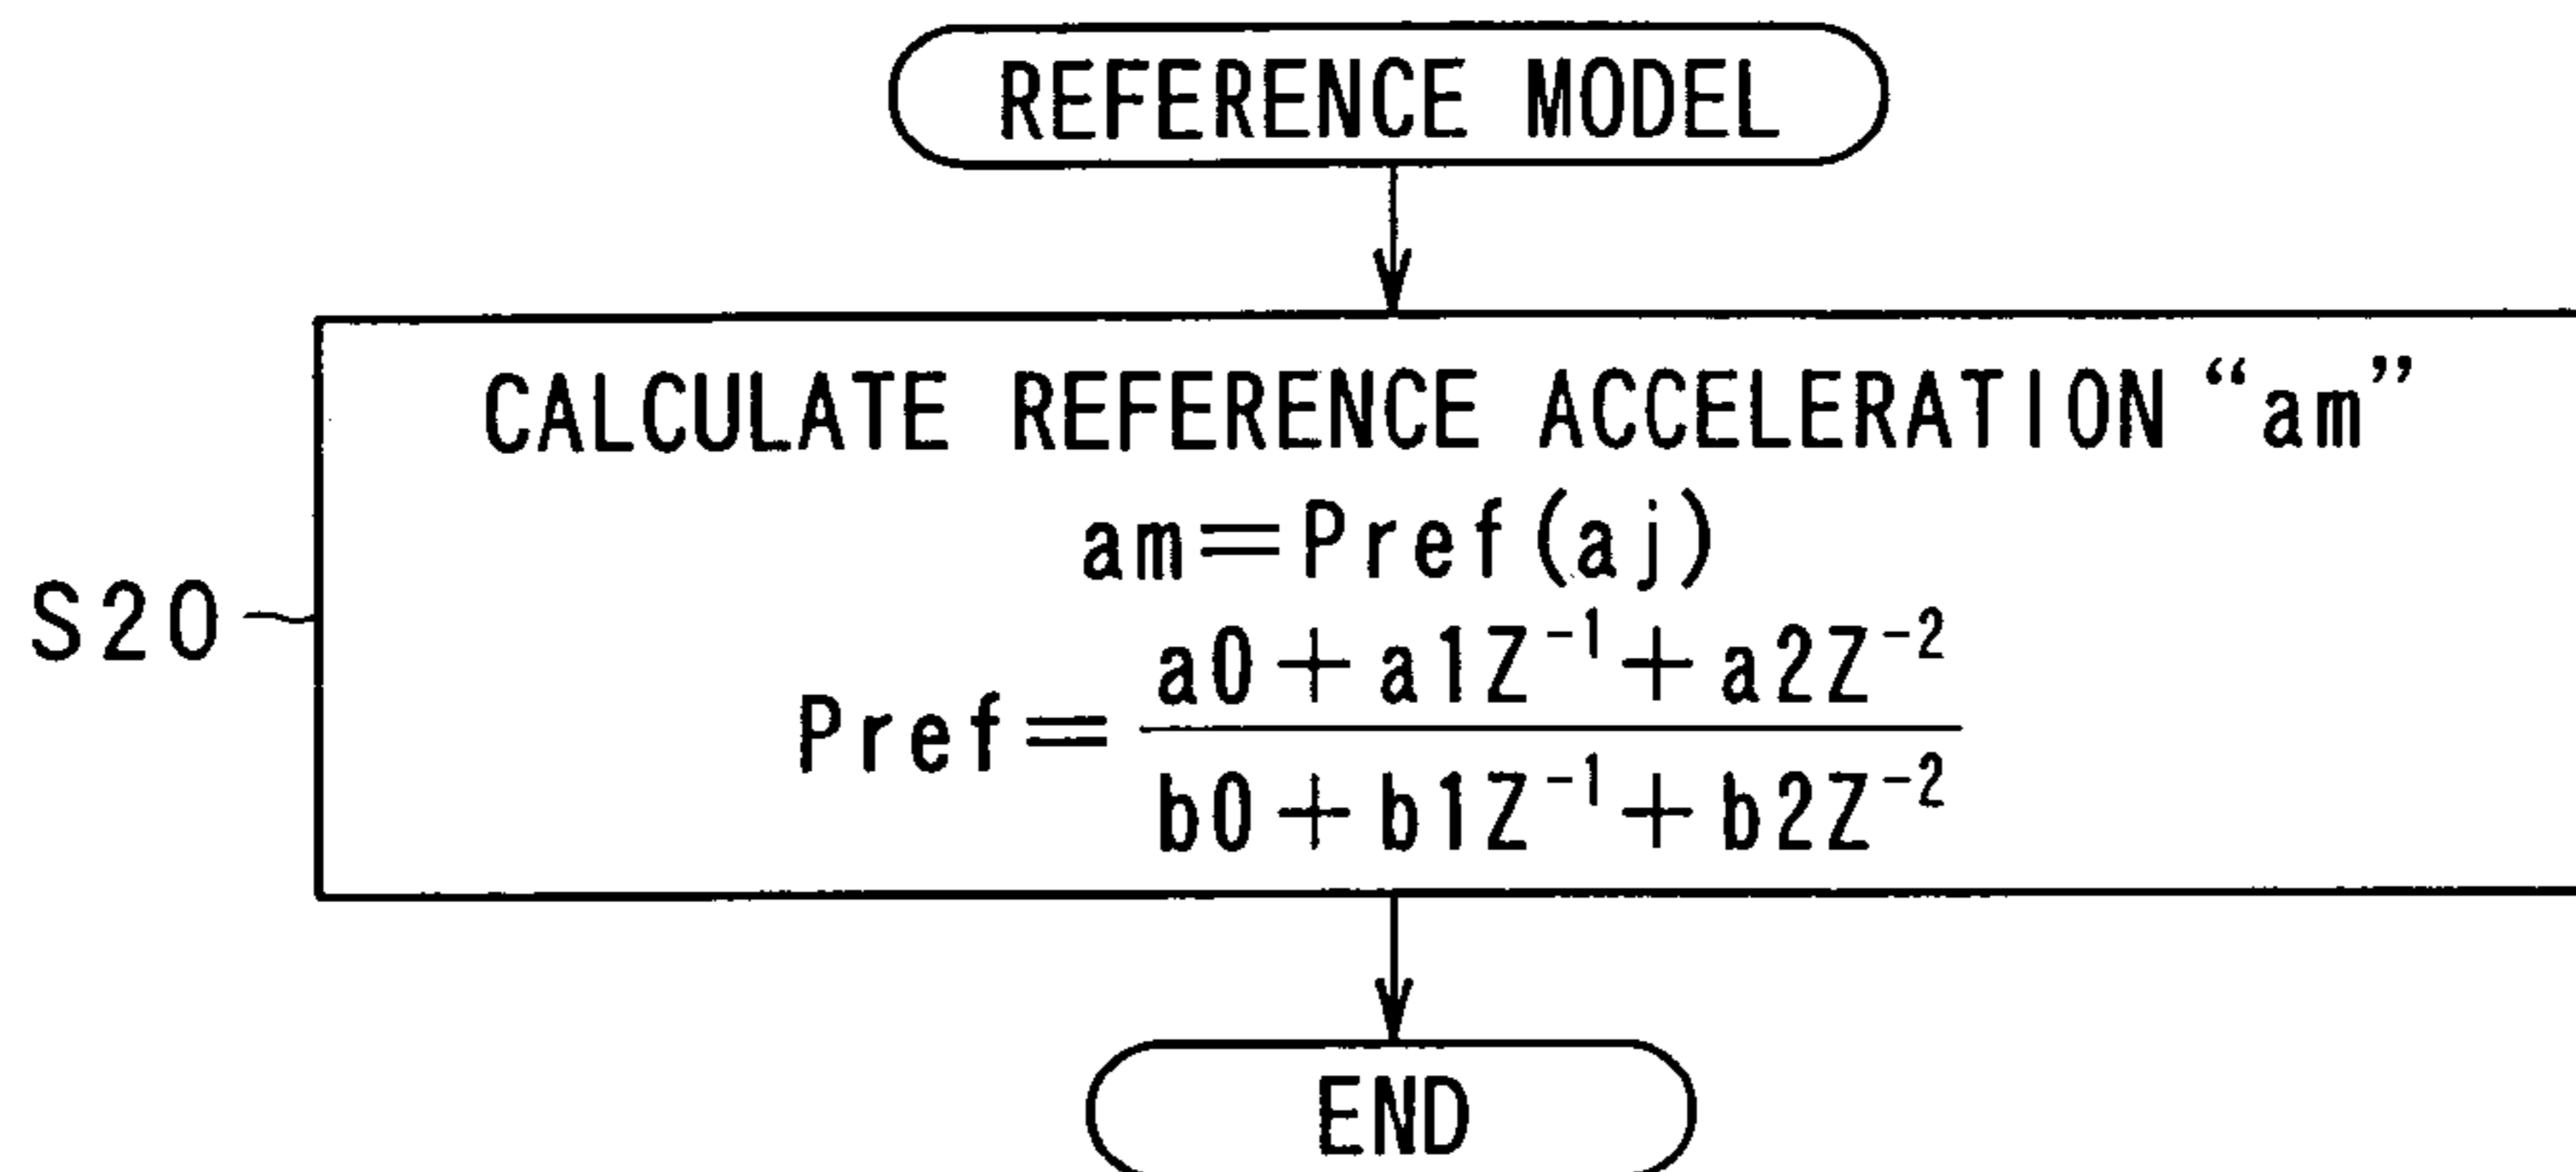 REFERENCE MODEL
CALCULATE REFERENCE ACCELERATION “am”
am=Pref(aj)
S20
Pref= a0+a1Z⁻¹+a2Z⁻² / b0+b1Z⁻¹+b2Z⁻²
END